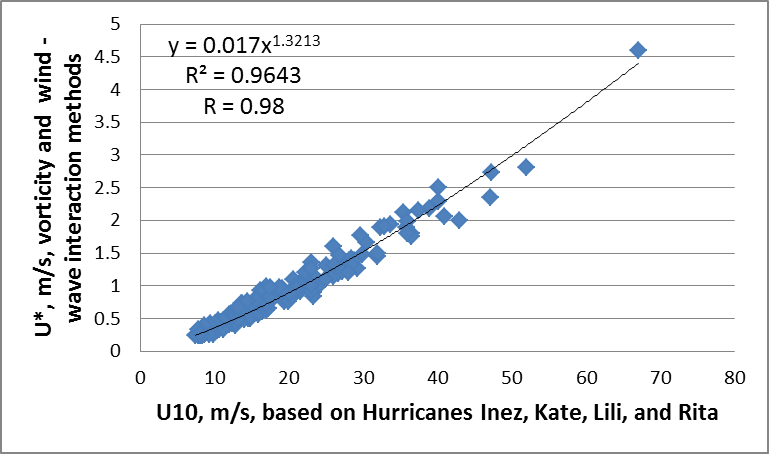 y = 0.017x^1.3213
R² = 0.9643
R = 0.98
U*, m/s, vorticity and wind -
wave interaction methods
5
4.5
4
3.5
3
2.5
2
1.5
1
0.5
0
0 10 20 30 40 50 60 70 80
U10, m/s, based on Hurricanes Inez, Kate, Lili, and Rita